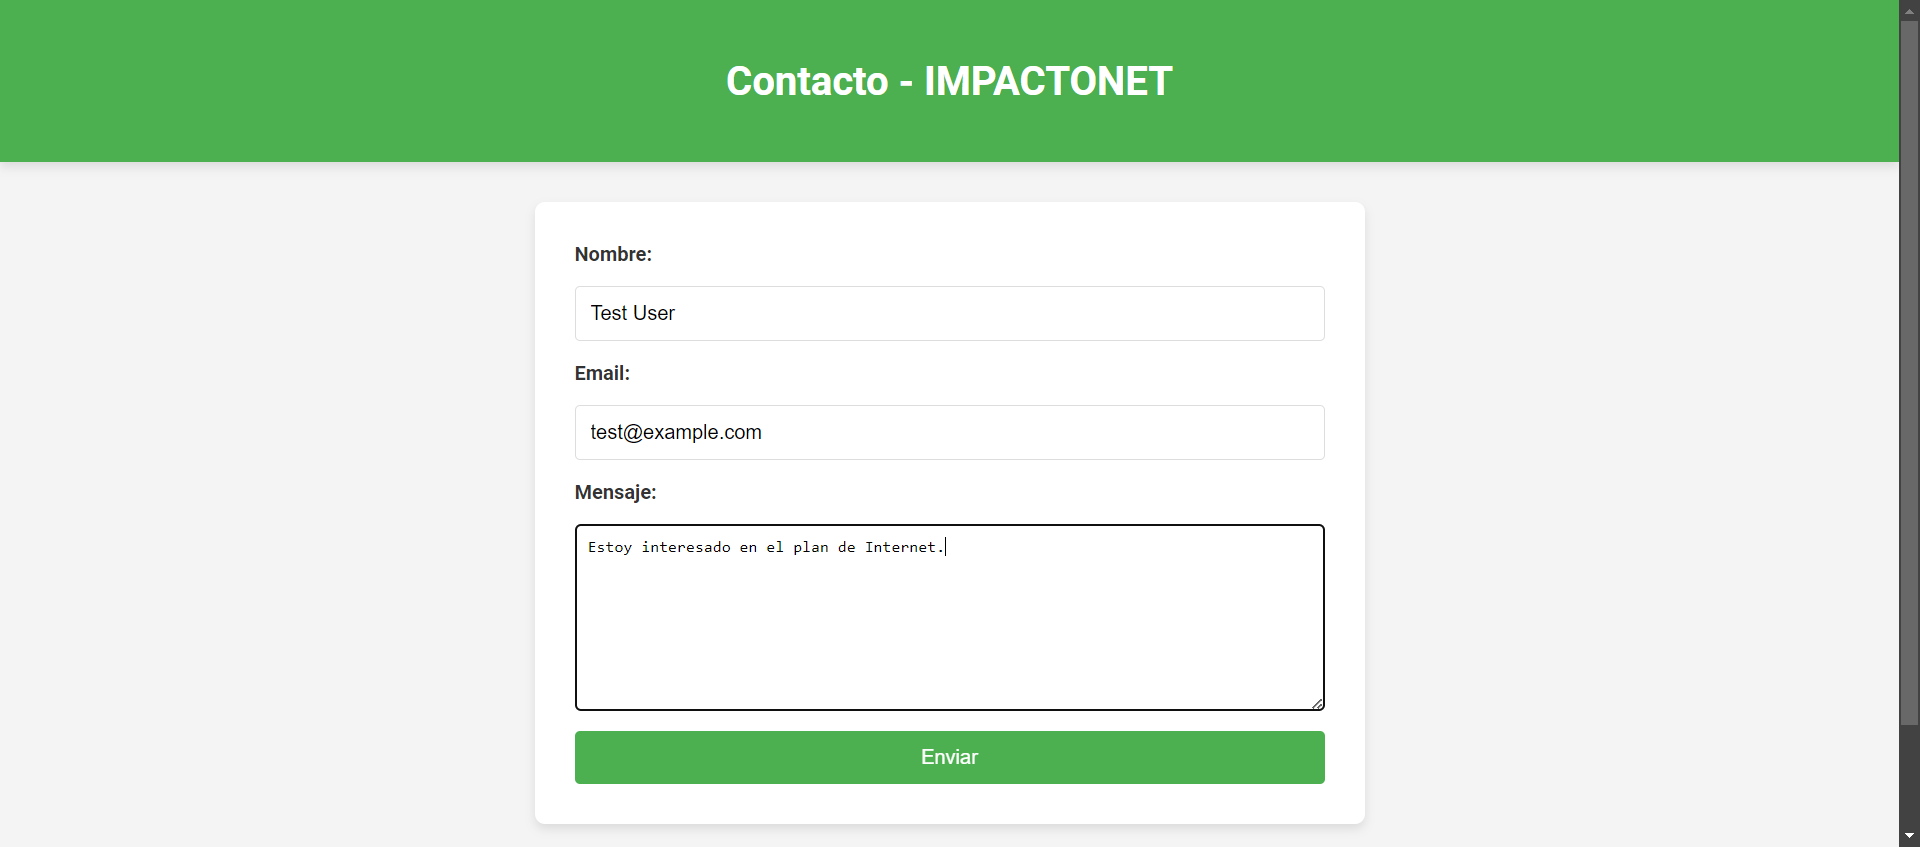 Contacto - IMPACTONET
Nombre:
Test User
Email:
test@example.com
Mensaje:
Estoy interesado en el plan de Internet.
Enviar